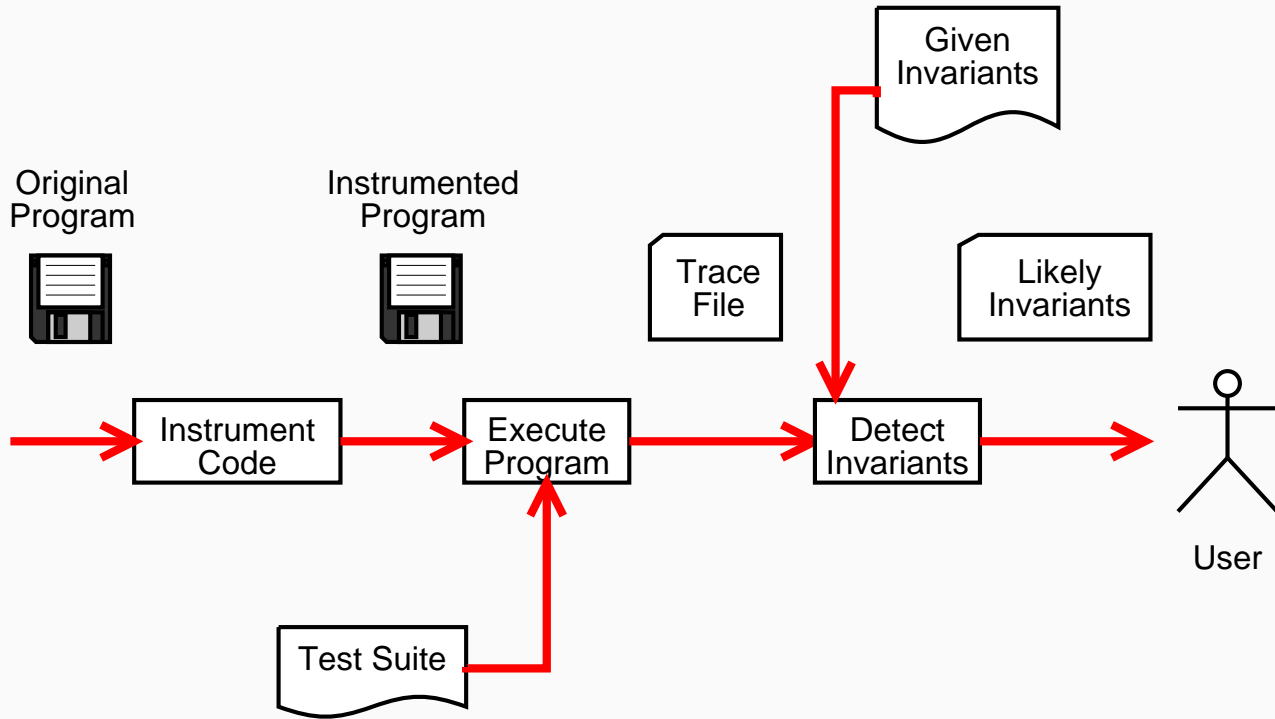 Given
Invariants
Original
Program
Instrumented
Program
Trace
File
Likely
Invariants
Instrument
Code
Execute
Program
Detect
Invariants
User
Test Suite